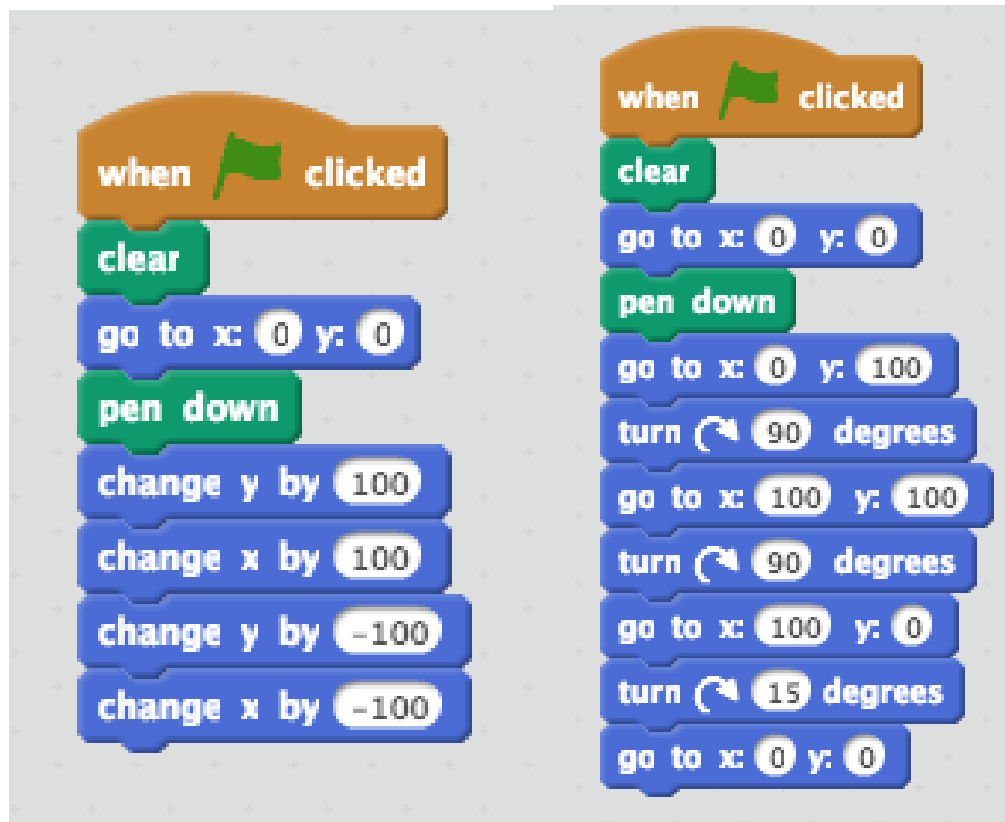 when clicked
clear
go to x: 0 y: 0
pen down
change y by 100
change x by 100
change y by -100
change x by -100
when clicked
clear
go to x: 0 y: 0
pen down
go to x: 0 y: 100
turn 90 degrees
go to x: 100 y: 100
turn 90 degrees
go to x: 100 y: 0
turn 15 degrees
go to x: 0 y: 0